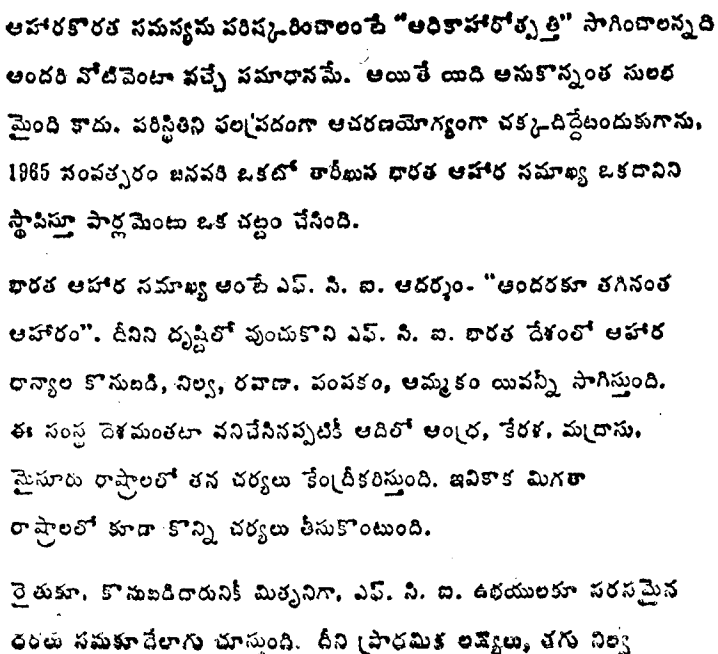 ఆహారకొరత సమస్యను పరిష్కరించాలంటే "అధికాహారోత్పత్తి" సాగించాలన్నది
అందరి నోటివెంటా వచ్చే సమాధానమే. అయితే యిది అనుకొన్నంత సులభ
మైంది కాదు. పరిస్థితిని ఫలప్రదంగా ఆచరణయోగ్యంగా చక్కదిద్దేటందుకుగాను,
1965 సంవత్సరం జనవరి ఒకటో తారీఖున భారత ఆహార సమాఖ్య ఒకదానిని
స్థాపిస్తూ పార్లమెంటు ఒక చట్టం చేసింది.
భారత ఆహార సమాఖ్య అంటే ఎఫ్. సి. ఐ. ఆదర్శం- "అందరకూ తగినంత
ఆహారం". దీనిని దృష్టిలో వుంచుకొని ఎఫ్. సి. ఐ. భారత దేశంలో ఆహార
ధాన్యాల కొనుబడి, నిల్వ, రవాణా, పంపకం, అమ్మకం యివన్నీ సాగిస్తుంది.
ఈ సంస్థ దేశమంతటా పనిచేసినప్పటికీ ఆదిలో ఆంధ్ర, కేరళ, మద్రాసు,
మైసూరు రాష్ట్రాలలో తన చర్యలు కేంద్రీకరిస్తుంది. ఇవికాక మిగతా
రాష్ట్రాలలో కూడా కొన్ని చర్యలు తీసుకొంటుంది.
రైతుకూ, కొనుబడిదారునికీ మితృనిగా, ఎఫ్. సి. ఐ. ఉభయులకూ సరసమైన
ధరలు సమకూడేలాగు చూస్తుంది. దీని ప్రాధమిక లక్ష్యాలు, తగు నిల్వ